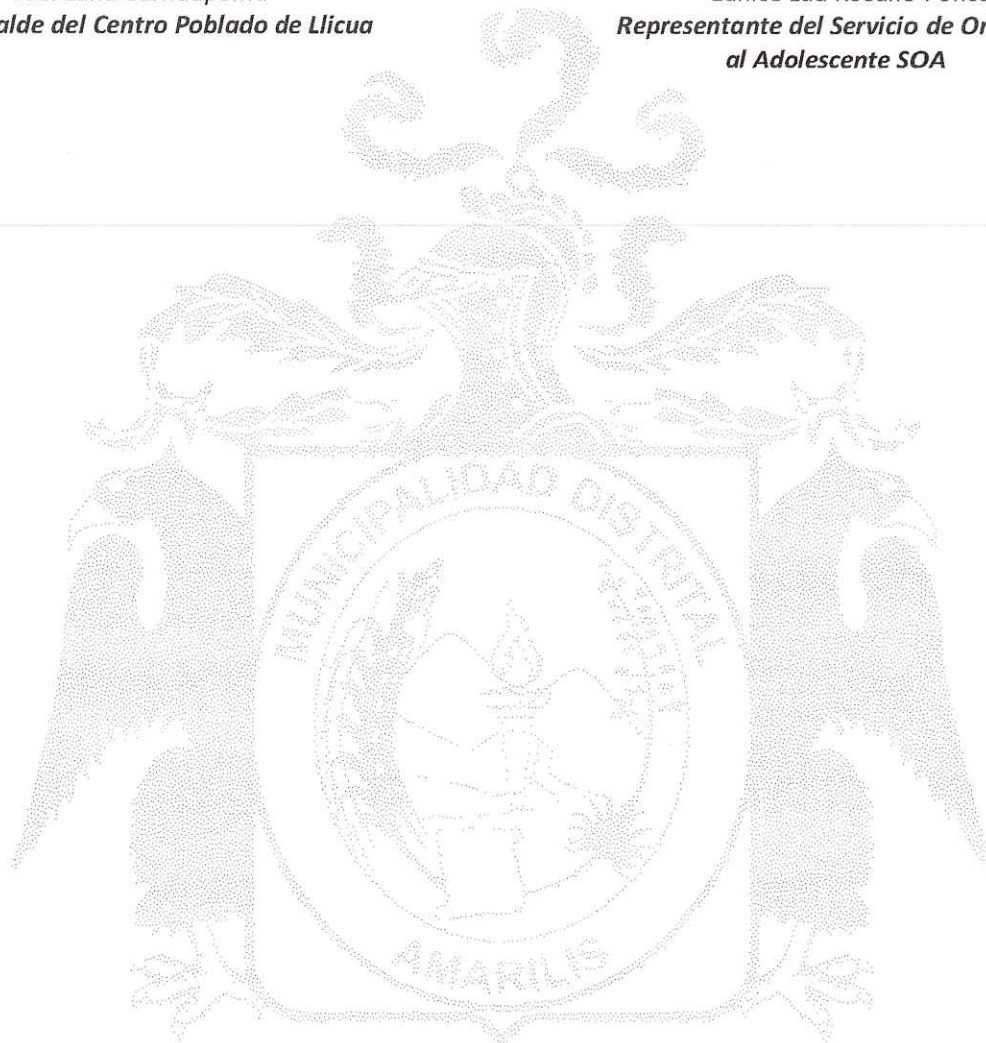 alde del Centro Poblado de Llicua
Representante del Servicio de Or
al Adolescente SOA
MUNICIPALIDAD DISTRITAL
AMARILIS